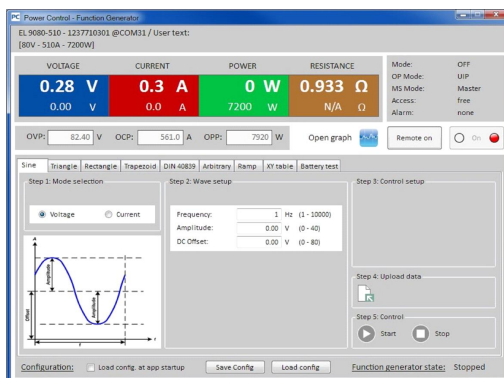 PC Power Control - Function Generator
EL 9080-510 - 1237710301 @COM31 / User text:
[80V - 510A - 7200W]
VOLTAGE CURRENT POWER RESISTANCE
0.28 V 0.3 A 0 W 0.933 Ω
0.00 V 0.0 A 7200 W N/A Ω
Mode: OFF
OP Mode: UIP
MS Mode: Master
Access: free
Alarm: none
OVP: 82.40 V OCP: 561.0 A OPP: 7920 W Open graph Remote on On
Sine Triangle Rectangle Trapezoid DIN 40839 Arbitrary Ramp XY table Battery test
Step 1: Mode selection
Voltage Current
Step 2: Wave setup
Frequency: 1 Hz (1 - 10000)
Amplitude: 0.00 V (0 - 40)
DC Offset: 0.00 V (0 - 80)
Step 3: Control setup
A
Amplitude
Amplitude
Offset
t
T
Step 4: Upload data
Step 5: Control
Start Stop
Configuration: Load config. at app startup Save Config Load config Function generator state: Stopped